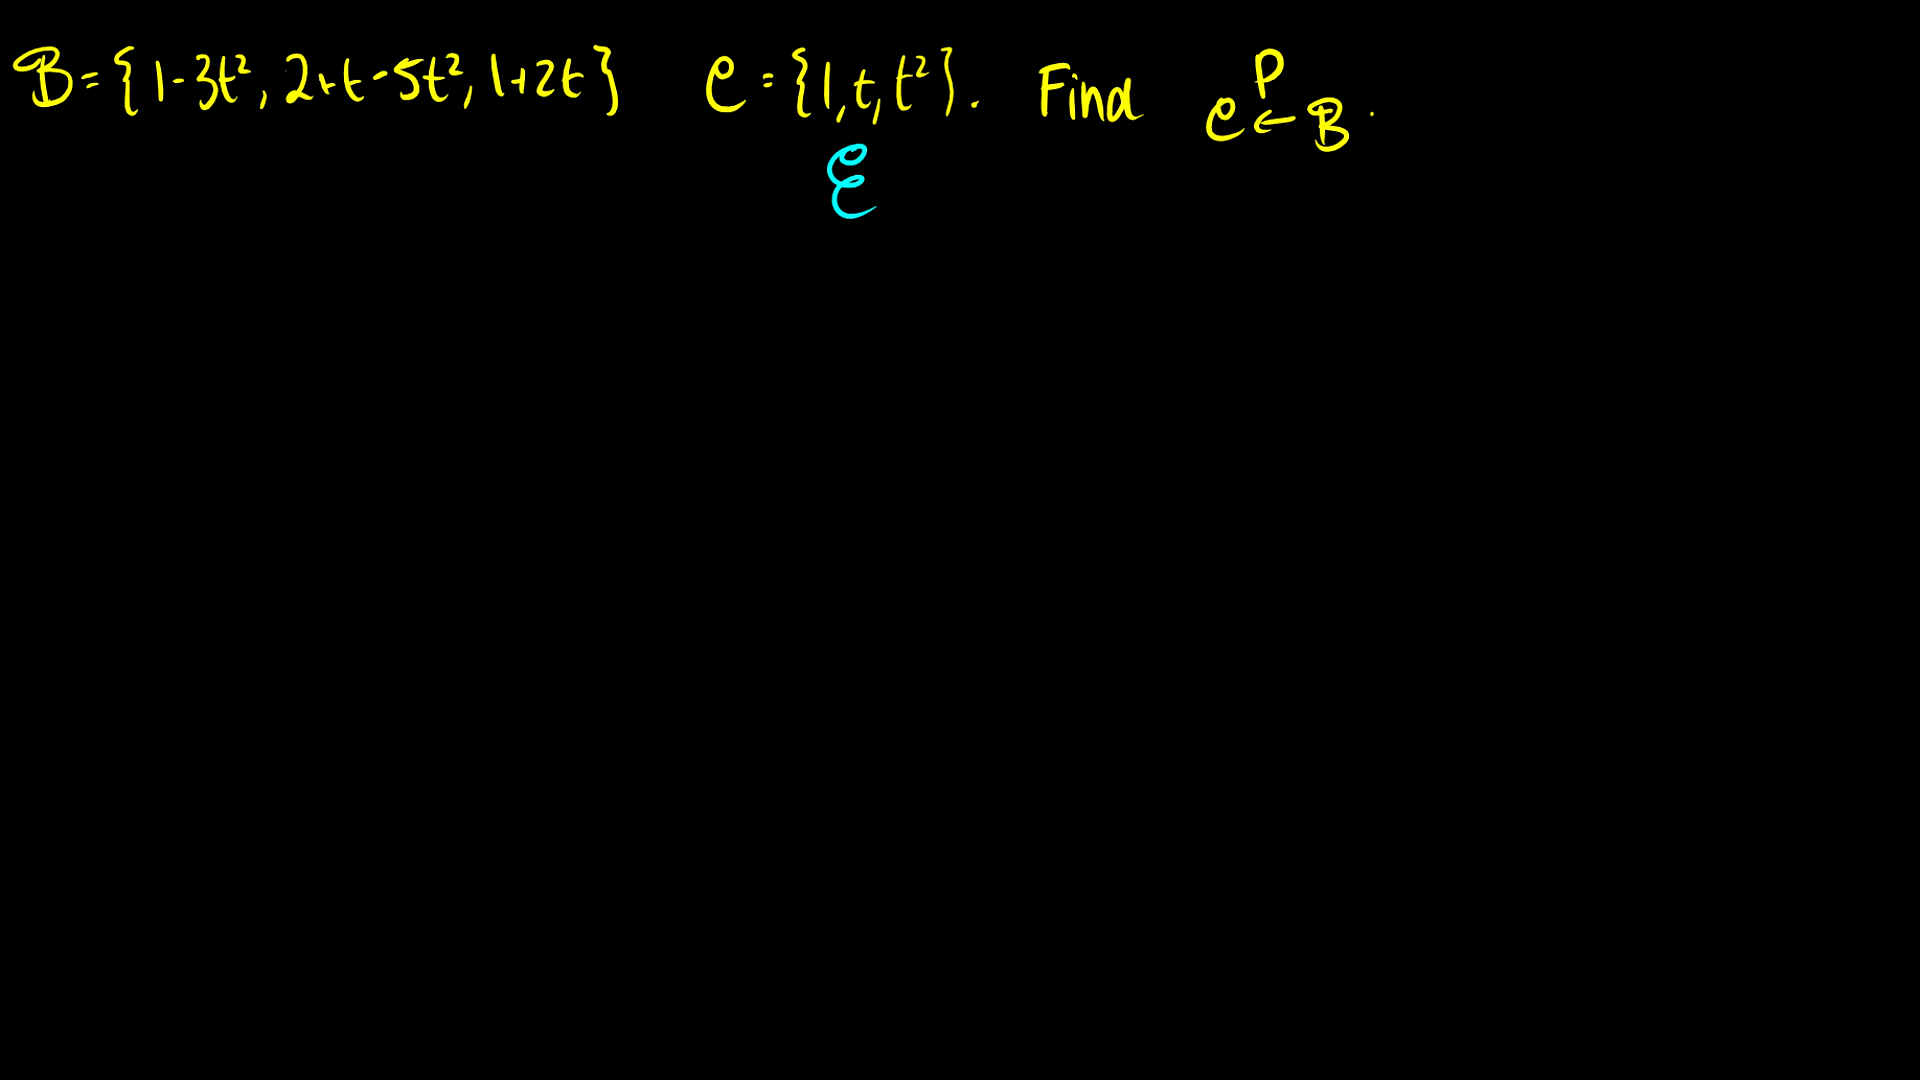 B = {1-3t², 2+t-5t², 1+2t} C = {1, t, t²}. Find P C←B.
ℰ